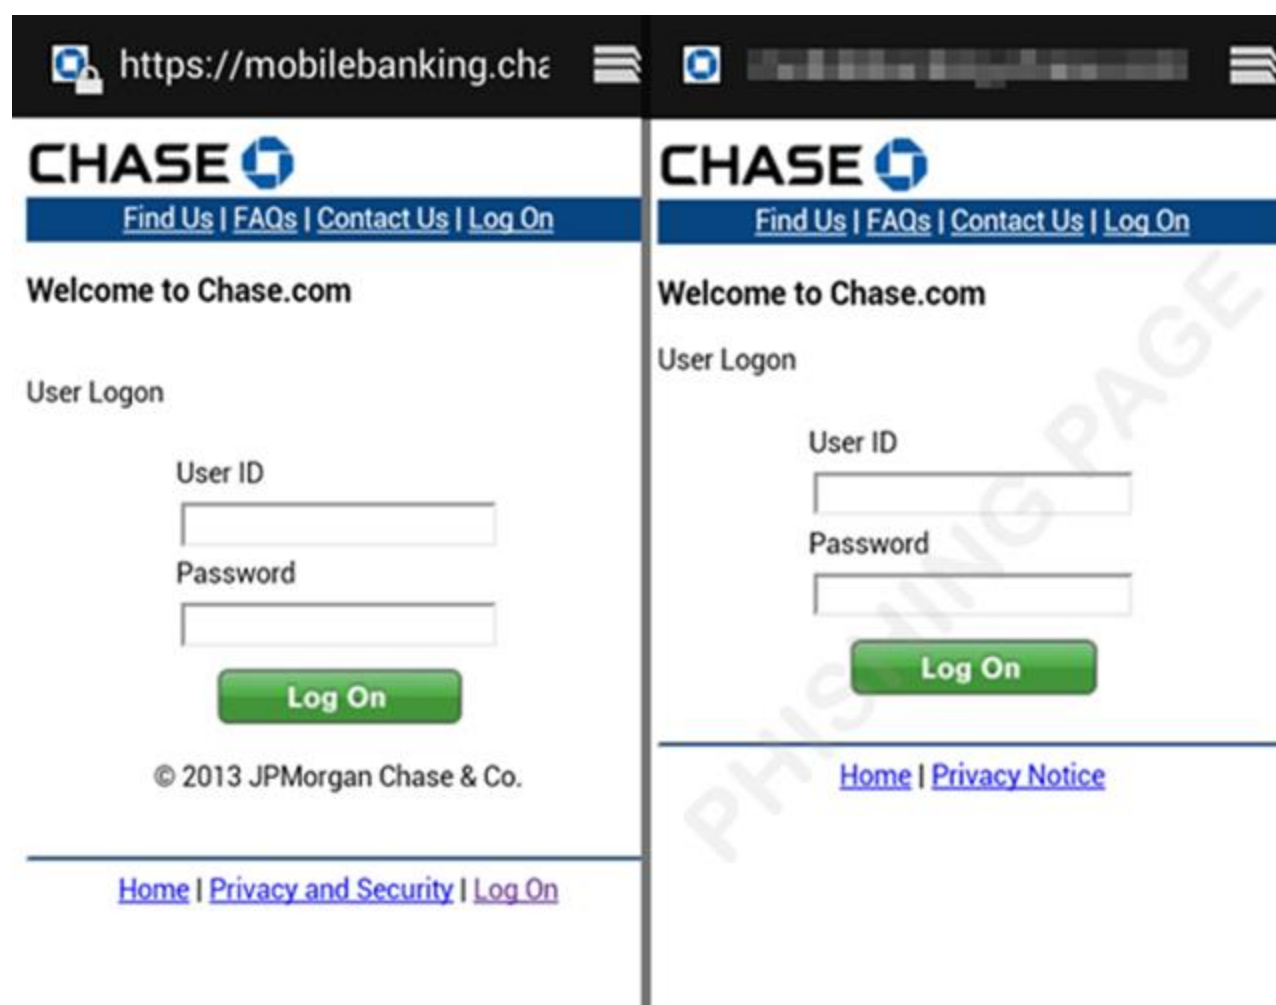 https://mobilebanking.cha
CHASE
Find Us | FAQs | Contact Us | Log On
Welcome to Chase.com
User Logon
User ID
Password
Log On
© 2013 JPMorgan Chase & Co.
Home | Privacy and Security | Log On
CHASE
Find Us | FAQs | Contact Us | Log On
Welcome to Chase.com
User Logon
User ID
Password
Log On
Home | Privacy Notice
PHISHING PAGE